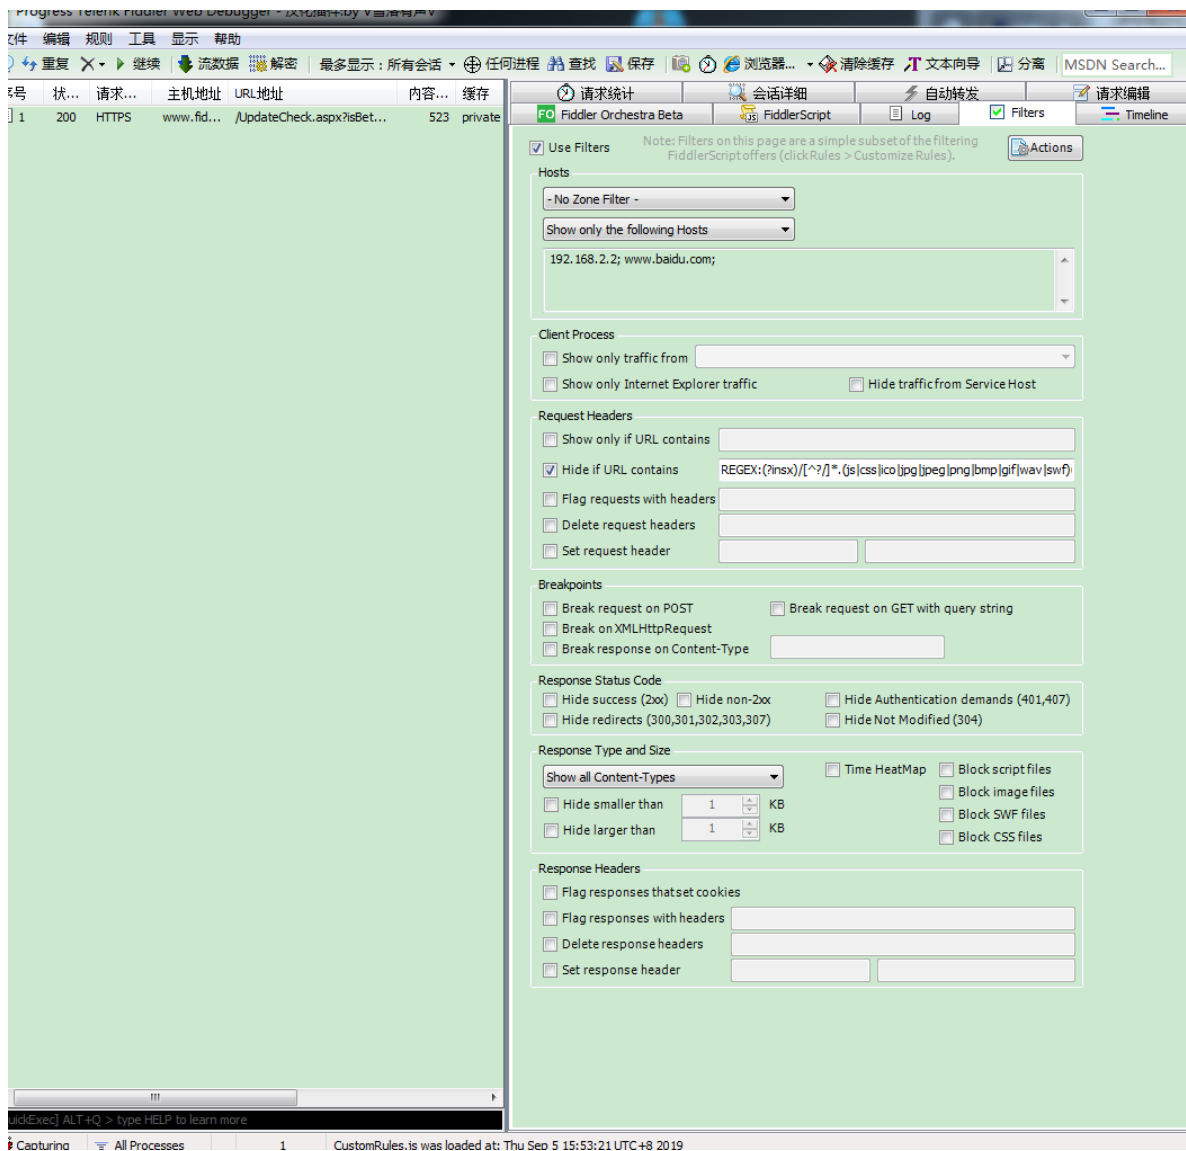 Progress Telerik Fiddler Web Debugger - 汉化插件:by
文件 编辑 规则 工具 显示 帮助
重复 继续 流数据 解密 最多显示：所有会话 任何进程 查找 保存 浏览器... 清除缓存 文本向导 分离 MSDN Search...
序号 状... 请求... 主机地址 URL地址 内容... 缓存
1 200 HTTPS www.fid... /UpdateCheck.aspx?isBet... 523 private
请求统计 会话详细 自动转发 请求编辑
FO Fiddler Orchestra Beta FiddlerScript Log Filters Timeline
Use Filters
Note: Filters on this page are a simple subset of the filtering
FiddlerScript offers (click Rules > Customize Rules).
Actions
Hosts
- No Zone Filter -
Show only the following Hosts
192.168.2.2; www.baidu.com;
Client Process
Show only traffic from
Show only Internet Explorer traffic Hide traffic from Service Host
Request Headers
Show only if URL contains
Hide if URL contains REGEX:(?insx)/[^?/]*.(js|css|ico|jpg|jpeg|png|bmp|gif|wav|swf)
Flag requests with headers
Delete request headers
Set request header
Breakpoints
Break request on POST Break request on GET with query string
Break on XMLHttpRequest
Break response on Content-Type
Response Status Code
Hide success (2xx) Hide non-2xx Hide Authentication demands (401,407)
Hide redirects (300,301,302,303,307) Hide Not Modified (304)
Response Type and Size
Show all Content-Types Time HeatMap Block script files
Block image files
Hide smaller than 1 KB
Block SWF files
Hide larger than 1 KB
Block CSS files
Response Headers
Flag responses that set cookies
Flag responses with headers
Delete response headers
Set response header
uickExec] ALT+Q > type HELP to learn more
Capturing All Processes 1 CustomRules.js was loaded at: Thu Sep 5 15:53:21 UTC+8 2019